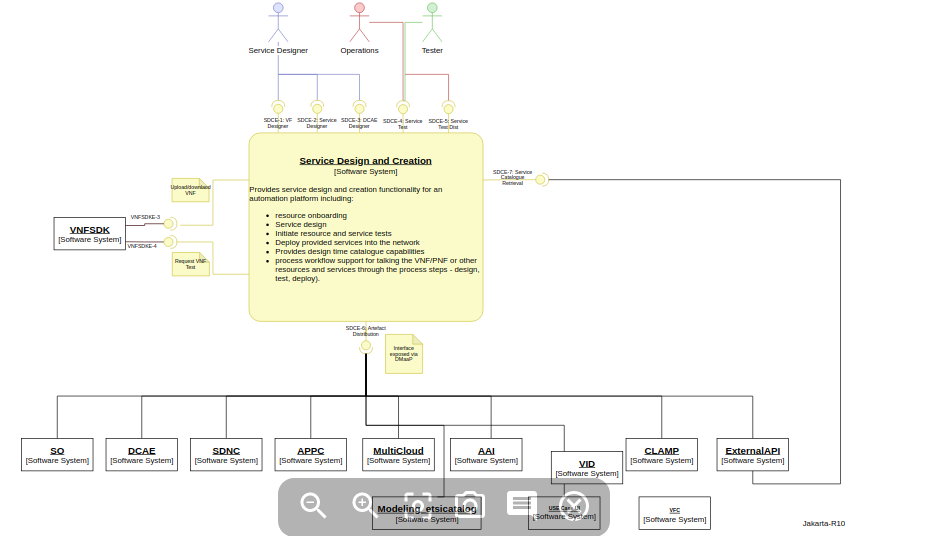 Service Designer
Operations
Tester
SDCE-1: VF
Designer
SDCE-2: Service
Designer
SDCE-3: DCAE
Designer
SDCE-4: Service
Test
SDCE-5: Service
Test Dist
Service Design and Creation
[Software System]
Provides service design and creation functionality for an
automation platform including:
• resource onboarding
• Service design
• Initiate resource and service tests
• Deploy provided services into the network
• Provides design time catalogue capabilities
• process workflow support for talking the VNF/PNF or other
resources and services through the process steps - design,
test, deploy).
SDCE-7: Service
Catalogue
Retrieval
Upload/download
VNF
VNFSDK
[Software System]
VNFSDKE-3
VNFSDKE-4
Request VNF
Test
SDCE-6: Artefact
Distribution
Interface
exposed via
DMaaP
SO
[Software System]
DCAE
[Software System]
SDNC
[Software System]
APPC
[Software System]
MultiCloud
[Software System]
AAI
[Software System]
VID
[Software System]
CLAMP
[Software System]
ExternalAPI
[Software System]
Modeling_etsicatalog
[Software System]
USE Case UI
[Software System]
VFC
[Software System]
Jakarta-R10